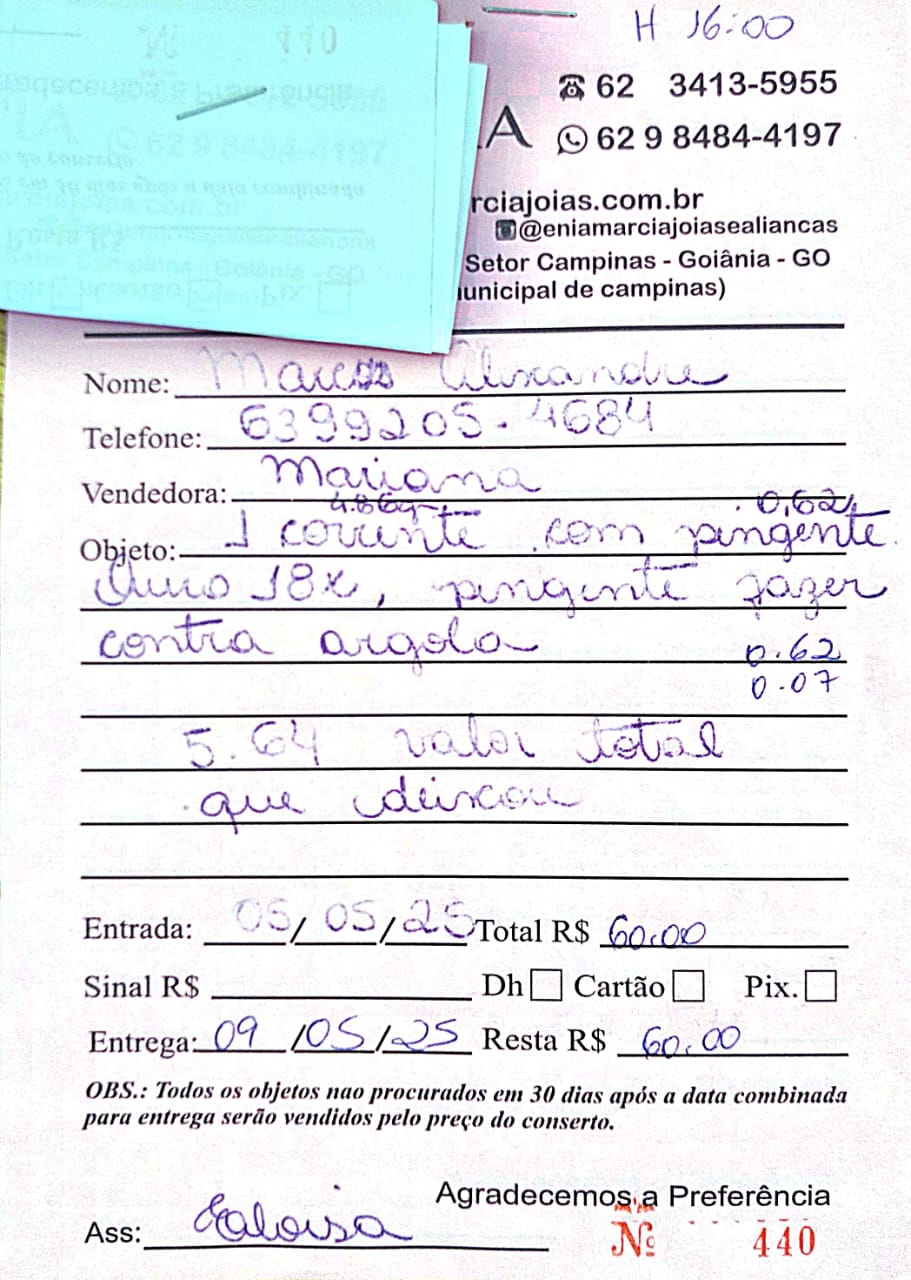 H 16:00
62 3413-5955
A 62 9 8484-4197
rciajoias.com.br
@eniamarciajoiasealiancas
Setor Campinas - Goiânia - GO
unicipal de campinas)
Nome: Marcos Alexandre
Telefone: 6399205-4684
Vendedora: Mariana
0,62
Objeto: 1 corrente com pingente.
Ouro 18k, pingente fazer
contra argola
0.62
0.07
5.64 valor total
que deixou
Entrada: 05/05/25 Total R$ 60,00
Sinal R$ Dh Cartão Pix.
Entrega: 09/05/25 Resta R$ 60,00
OBS.: Todos os objetos nao procurados em 30 dias após a data combinada
para entrega serão vendidos pelo preço do conserto.
Agradecemos a Preferência
Ass: Ealoisa
Nº 440